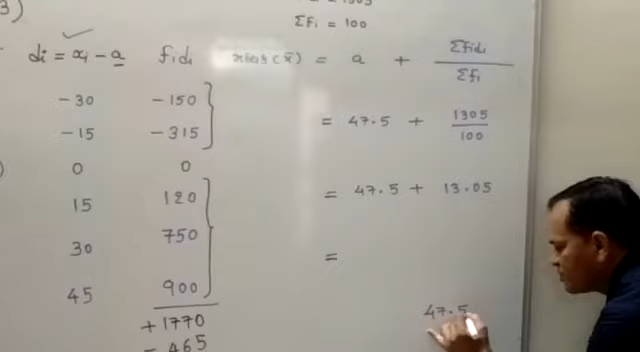 3)
Σfi = 100
di = xi - a fidi (x̄) = a + Σfidi / Σfi
-30 -150
= 47.5 + 1305 / 100
-15 -315
0 0
15 120
= 47.5 + 13.05
30 750
=
45 900
47.5
+1770
- 465